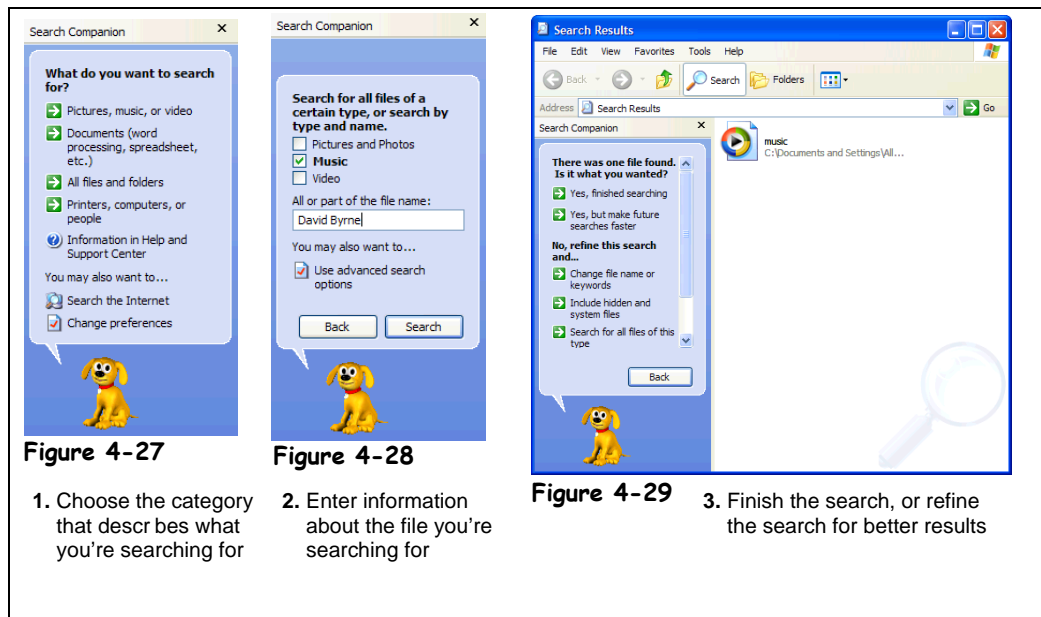 Search Companion
What do you want to search
for?
Pictures, music, or video
Documents (word
processing, spreadsheet,
etc.)
All files and folders
Printers, computers, or
people
Information in Help and
Support Center
You may also want to...
Search the Internet
Change preferences
Figure 4-27
1. Choose the category
that descr bes what
you're searching for
Search Companion
Search for all files of a
certain type, or search by
type and name.
Pictures and Photos
Music
Video
All or part of the file name:
David Byrne
You may also want to...
Use advanced search
options
Back Search
Figure 4-28
2. Enter information
about the file you're
searching for
Search Results
File Edit View Favorites Tools Help
Back Search Folders
Address Search Results Go
Search Companion
There was one file found.
Is it what you wanted?
Yes, finished searching
Yes, but make future
searches faster
No, refine this search
and...
Change file name or
keywords
Include hidden and
system files
Search for all files of this
type
Back
music
C:\Documents and Settings\All...
Figure 4-29
3. Finish the search, or refine
the search for better results